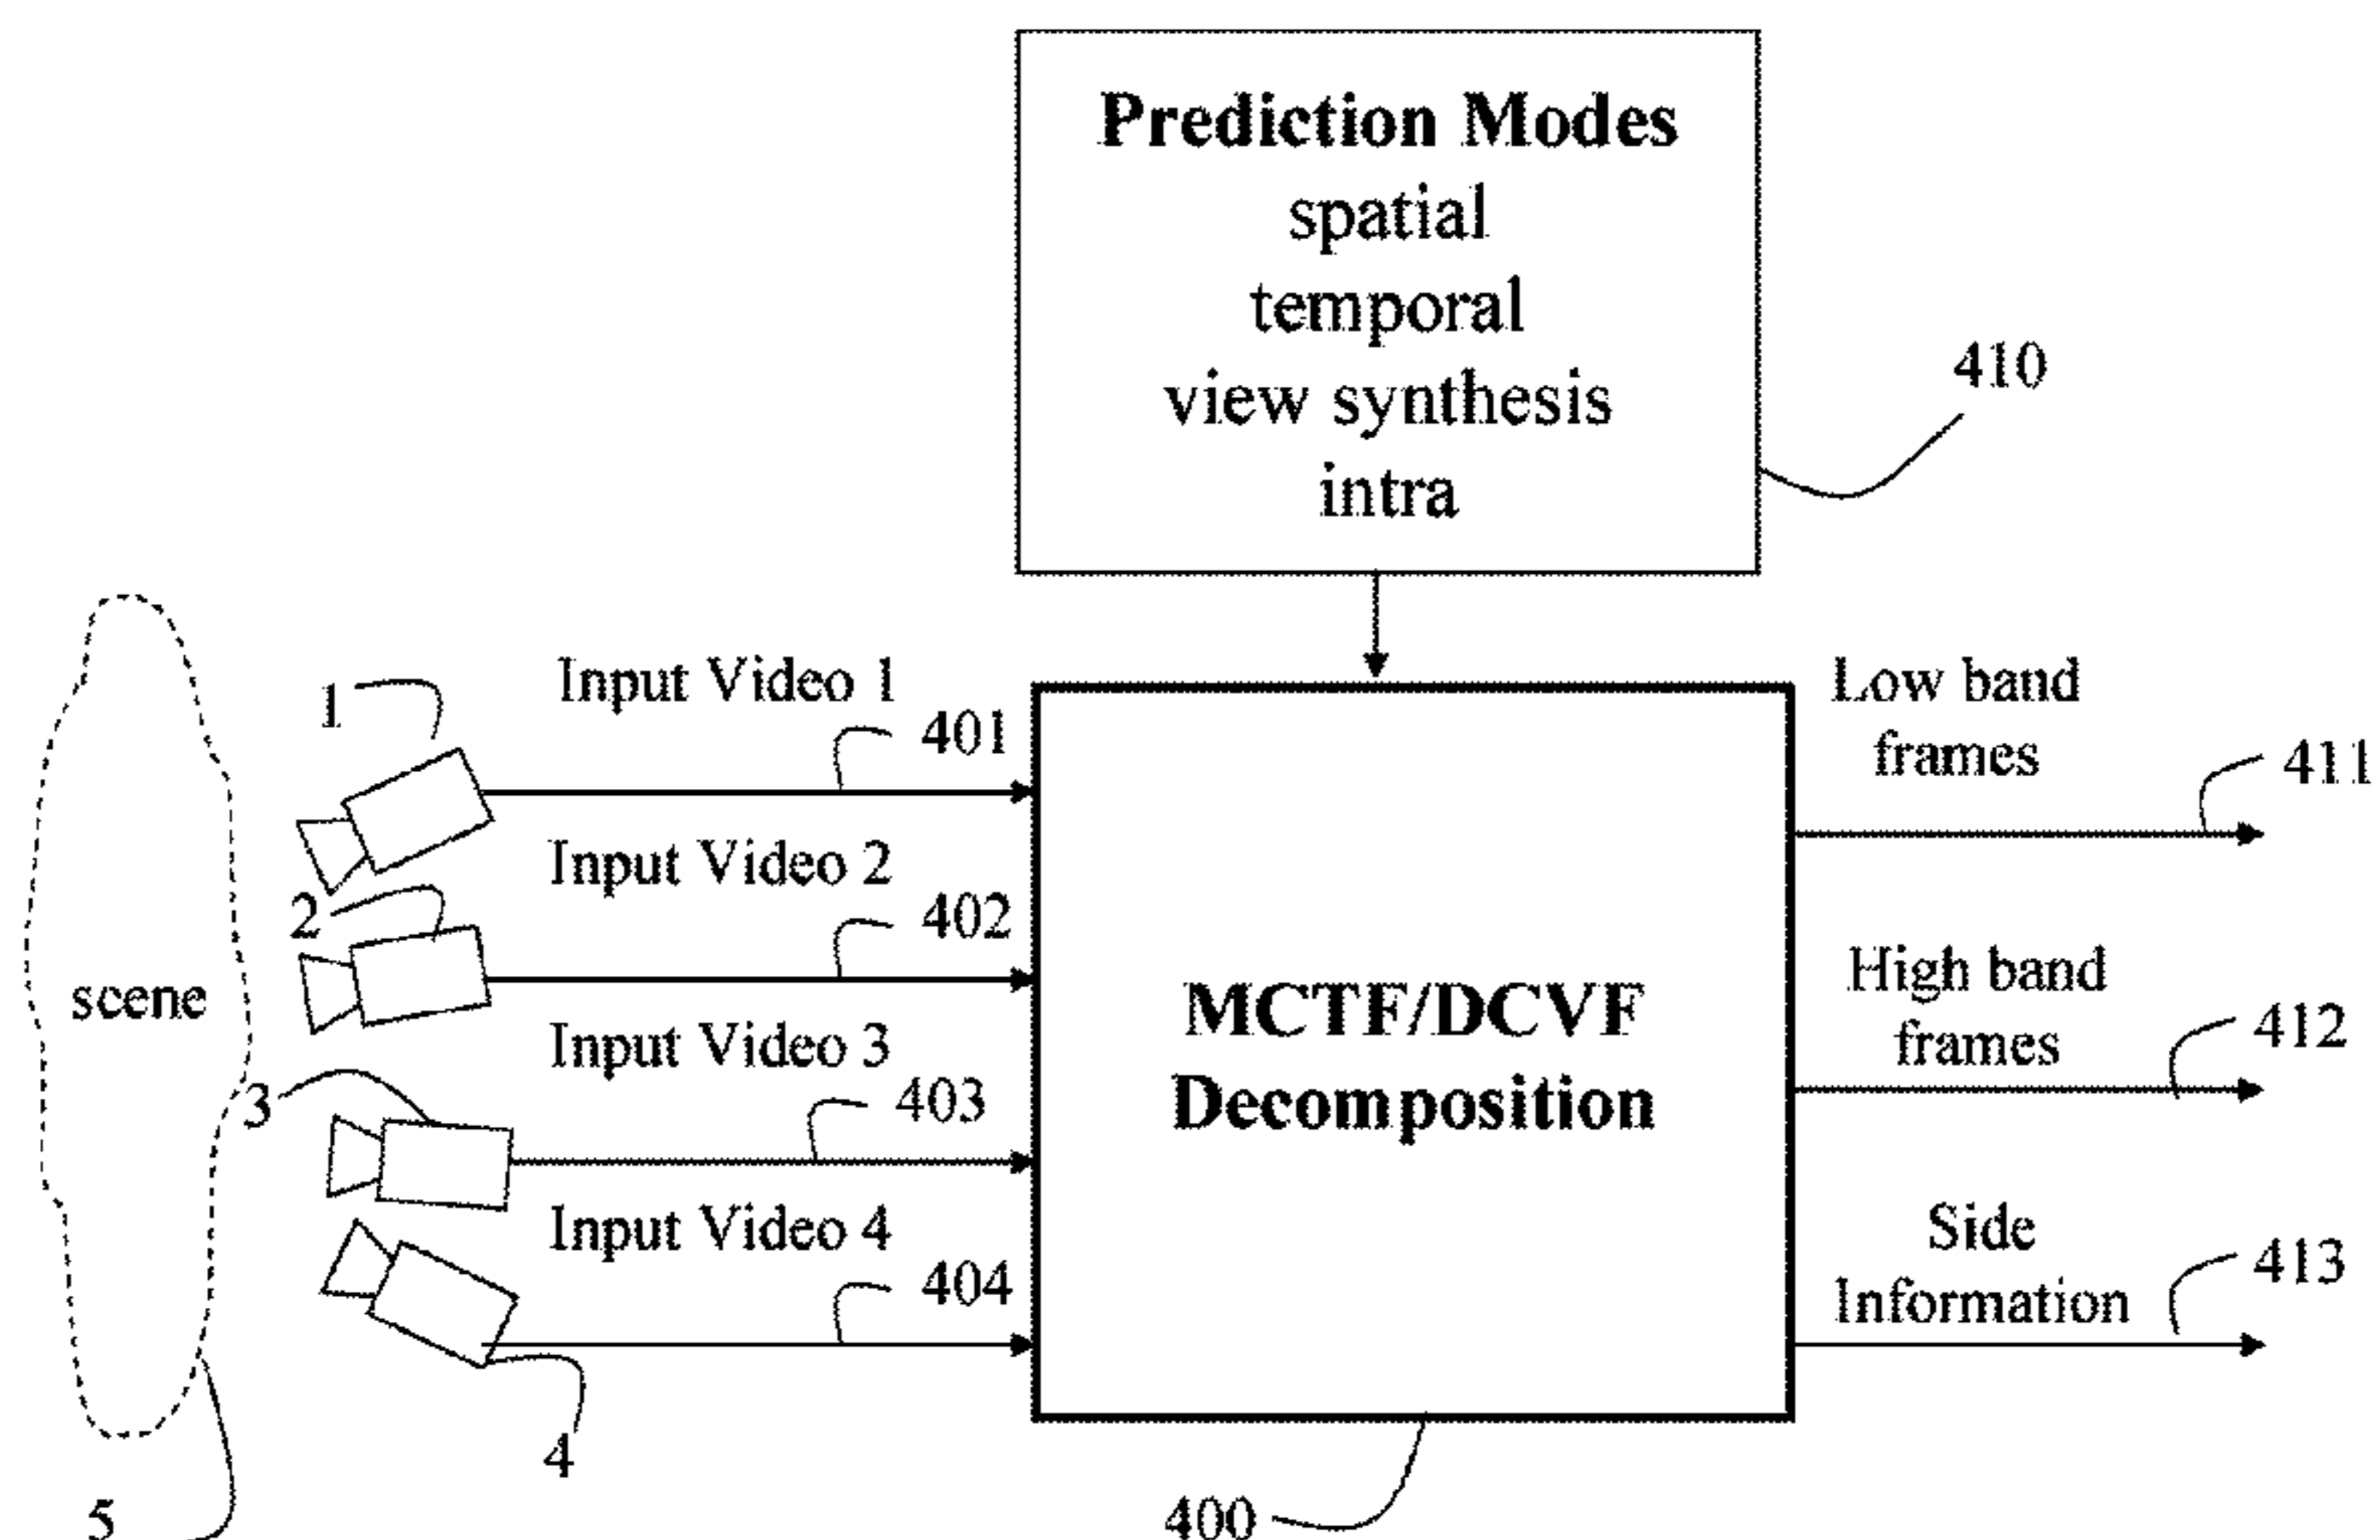 Prediction Modes
spatial
temporal
view synthesis
intra
410
scene
5
1
2
3
4
Input Video 1
401
Input Video 2
402
Input Video 3
403
Input Video 4
404
MCTF/DCVF
Decomposition
400
Low band
frames
411
High band
frames
412
Side
Information
413